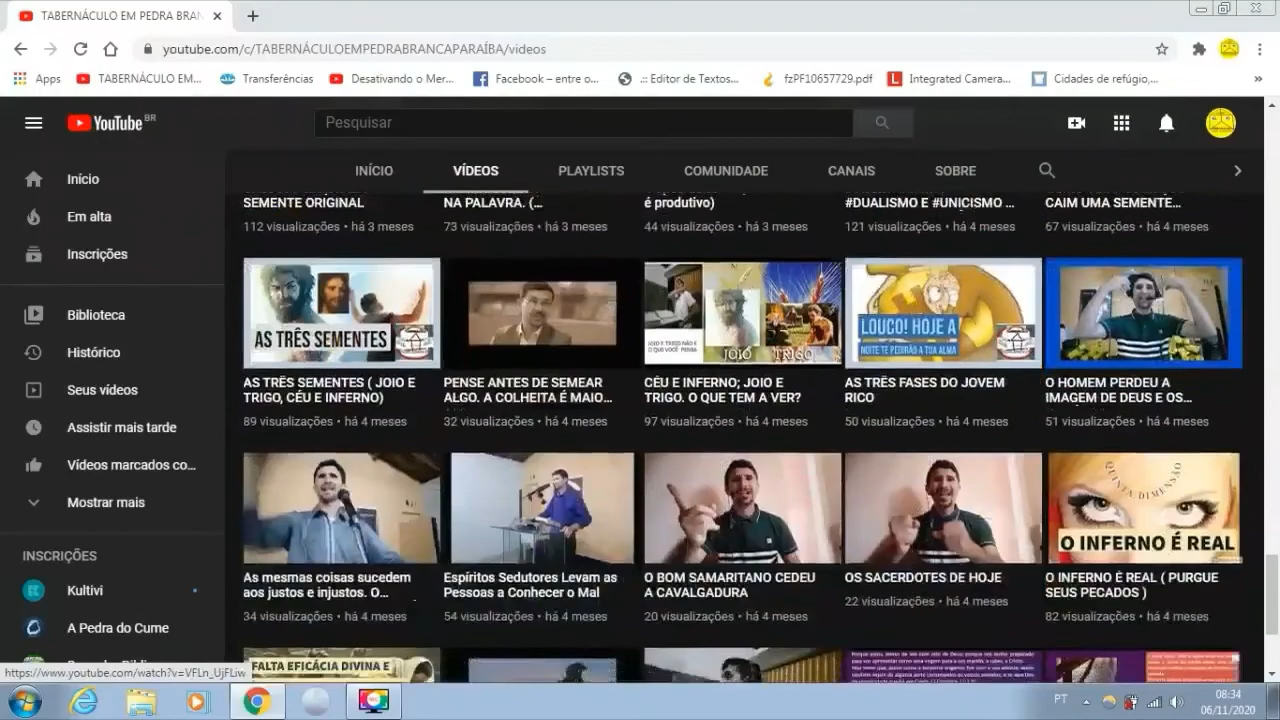 TABERNÁCULO EM PEDRA BRAN
youtube.com/c/TABERNÁCULOEMPEDRABRANCAPARAÍBA/videos
Apps TABERNÁCULO EM... Transferências Desativando o Mer... Facebook – entre o... .:: Editor de Textos... fzPF10657729.pdf Integrated Camera... Cidades de refúgio,... »
YouTube BR
Pesquisar
INÍCIO VÍDEOS PLAYLISTS COMUNIDADE CANAIS SOBRE
Início
Em alta
Inscrições
Biblioteca
Histórico
Seus vídeos
Assistir mais tarde
Vídeos marcados co...
Mostrar mais
INSCRIÇÕES
Kultivi
A Pedra do Cume
SEMENTE ORIGINAL
112 visualizações • há 3 meses
NA PALAVRA. (...
73 visualizações • há 3 meses
é produtivo)
44 visualizações • há 3 meses
#DUALISMO E #UNICISMO ...
121 visualizações • há 4 meses
CAIM UMA SEMENTE...
67 visualizações • há 4 meses
AS TRÊS SEMENTES
AS TRÊS SEMENTES ( JOIO E
TRIGO, CÉU E INFERNO)
89 visualizações • há 4 meses
PENSE ANTES DE SEMEAR
ALGO. A COLHEITA É MAIO...
32 visualizações • há 4 meses
JOIO E TRIGO NÃO É
O QUE VOCÊ PENSA
JOIO TRIGO
CÉU E INFERNO; JOIO E
TRIGO. O QUE TEM A VER?
97 visualizações • há 4 meses
LOUCO! HOJE A
NOITE TE PEDIRÃO A TUA ALMA
AS TRÊS FASES DO JOVEM
RICO
50 visualizações • há 4 meses
O HOMEM PERDEU A
IMAGEM DE DEUS E OS...
51 visualizações • há 4 meses
As mesmas coisas sucedem
aos justos e injustos. O...
34 visualizações • há 4 meses
Espíritos Sedutores Levam as
Pessoas a Conhecer o Mal
54 visualizações • há 4 meses
O BOM SAMARITANO CEDEU
A CAVALGADURA
20 visualizações • há 4 meses
OS SACERDOTES DE HOJE
22 visualizações • há 4 meses
QUINTA DIMENSÃO
O INFERNO É REAL
O INFERNO É REAL ( PURGUE
SEUS PECADOS )
82 visualizações • há 4 meses
EFICÁCIA DIVINA E
PT
08:34
06/11/2020